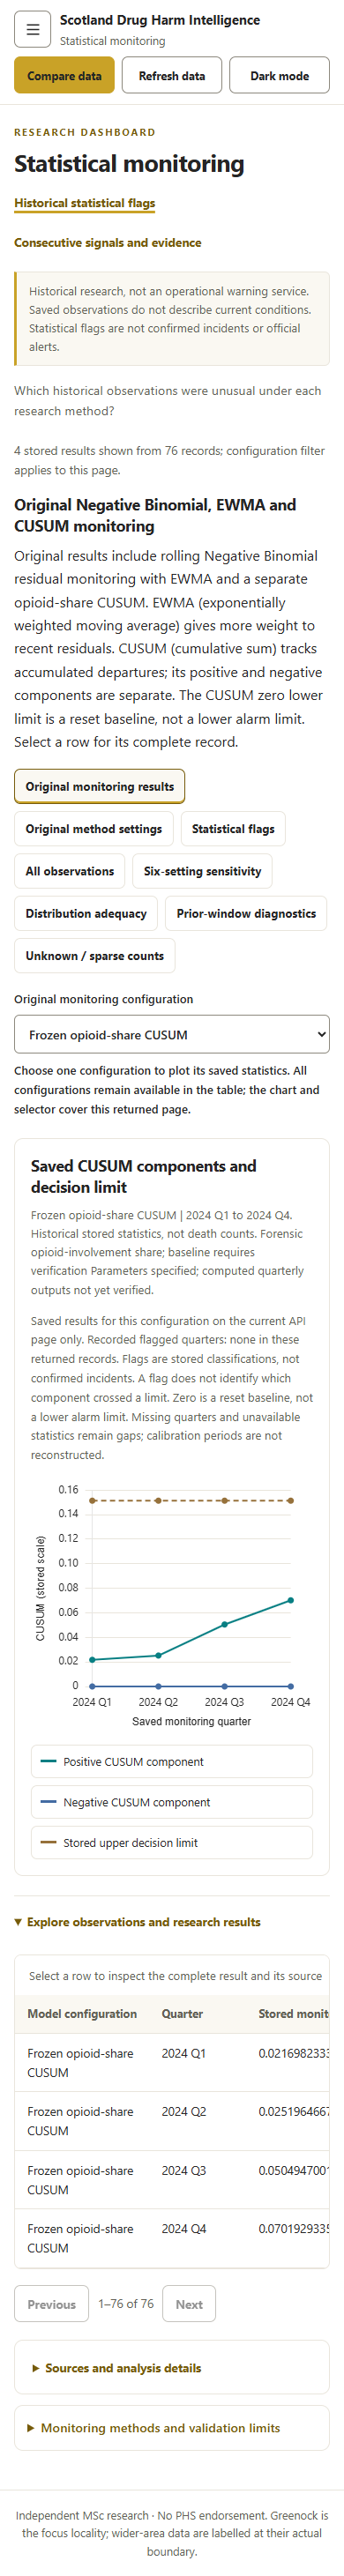 Scotland Drug Harm Intelligence
Statistical monitoring
Compare data
Refresh data
Dark mode
RESEARCH DASHBOARD
Statistical monitoring
Historical statistical flags
Consecutive signals and evidence
Historical research, not an operational warning service.
Saved observations do not describe current conditions.
Statistical flags are not confirmed incidents or official
alerts.
Which historical observations were unusual under each
research method?
4 stored results shown from 76 records; configuration filter
applies to this page.
Original Negative Binomial, EWMA and
CUSUM monitoring
Original results include rolling Negative Binomial
residual monitoring with EWMA and a separate
opioid-share CUSUM. EWMA (exponentially
weighted moving average) gives more weight to
recent residuals. CUSUM (cumulative sum) tracks
accumulated departures; its positive and negative
components are separate. The CUSUM zero lower
limit is a reset baseline, not a lower alarm limit.
Select a row for its complete record.
Original monitoring results
Original method settings
Statistical flags
All observations
Six-setting sensitivity
Distribution adequacy
Prior-window diagnostics
Unknown / sparse counts
Original monitoring configuration
Frozen opioid-share CUSUM
Choose one configuration to plot its saved statistics. All
configurations remain available in the table; the chart and
selector cover this returned page.
Saved CUSUM components and
decision limit
Frozen opioid-share CUSUM | 2024 Q1 to 2024 Q4.
Historical stored statistics, not death counts. Forensic
opioid-involvement share; baseline requires
verification Parameters specified; computed quarterly
outputs not yet verified.
Saved results for this configuration on the current API
page only. Recorded flagged quarters: none in these
returned records. Flags are stored classifications, not
confirmed incidents. A flag does not identify which
component crossed a limit. Zero is a reset baseline, not
a lower alarm limit. Missing quarters and unavailable
statistics remain gaps; calibration periods are not
reconstructed.
CUSUM (stored scale)
0.16
0.14
0.12
0.10
0.08
0.06
0.04
0.02
0
2024 Q1
2024 Q2
2024 Q3
2024 Q4
Saved monitoring quarter
Positive CUSUM component
Negative CUSUM component
Stored upper decision limit
Explore observations and research results
Select a row to inspect the complete result and its source
Model configuration
Quarter
Stored monit
Frozen opioid-share
CUSUM
2024 Q1
0.0216982333
Frozen opioid-share
CUSUM
2024 Q2
0.0251964667
Frozen opioid-share
CUSUM
2024 Q3
0.050494700
Frozen opioid-share
CUSUM
2024 Q4
0.070192933
Previous
1–76 of 76
Next
Sources and analysis details
Monitoring methods and validation limits
Independent MSc research · No PHS endorsement. Greenock is
the focus locality; wider-area data are labelled at their actual
boundary.